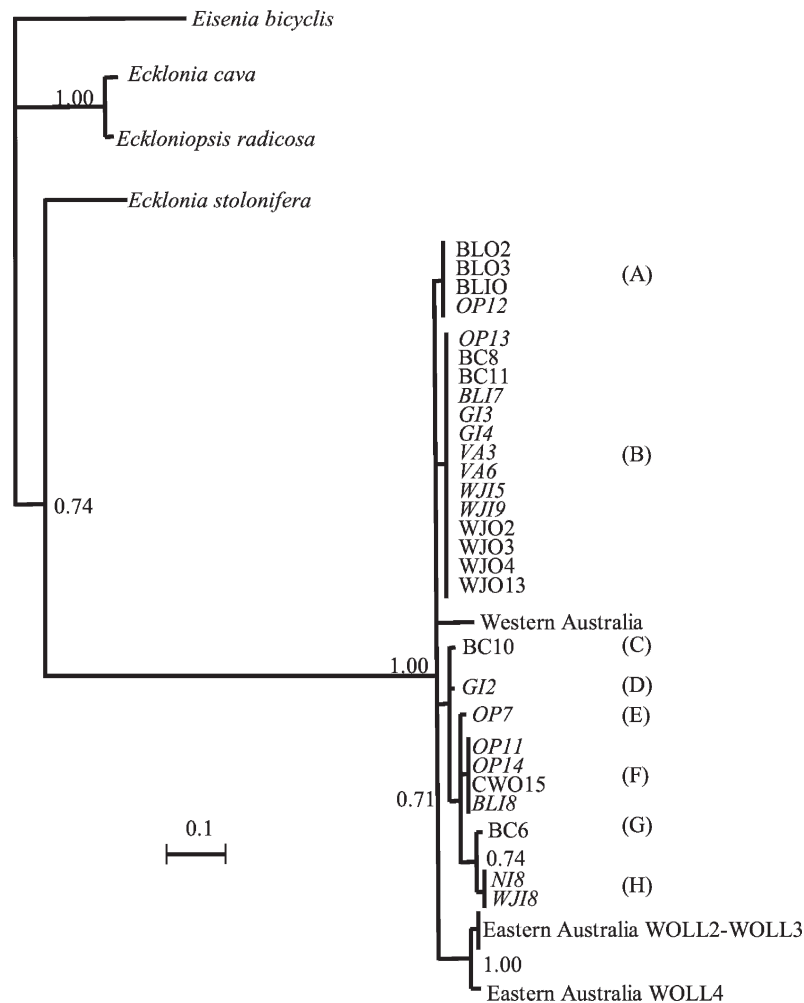 Eisenia bicyclis
Ecklonia cava
1.00
Eckloniopsis radicosa
Ecklonia stolonifera
BLO2
BLO3
(A)
BLIO
OP12
OP13
BC8
BC11
BLI7
GI3
GI4
VA3
(B)
VA6
WJI5
WJI9
0.74
WJO2
WJO3
WJO4
WJO13
Western Australia
BC10 (C)
1.00
GI2 (D)
OP7 (E)
OP11
OP14
(F)
CWO15
0.71
BLI8
0.1
BC6 (G)
0.74
NI8
(H)
WJI8
Eastern Australia WOLL2-WOLL3
1.00
Eastern Australia WOLL4